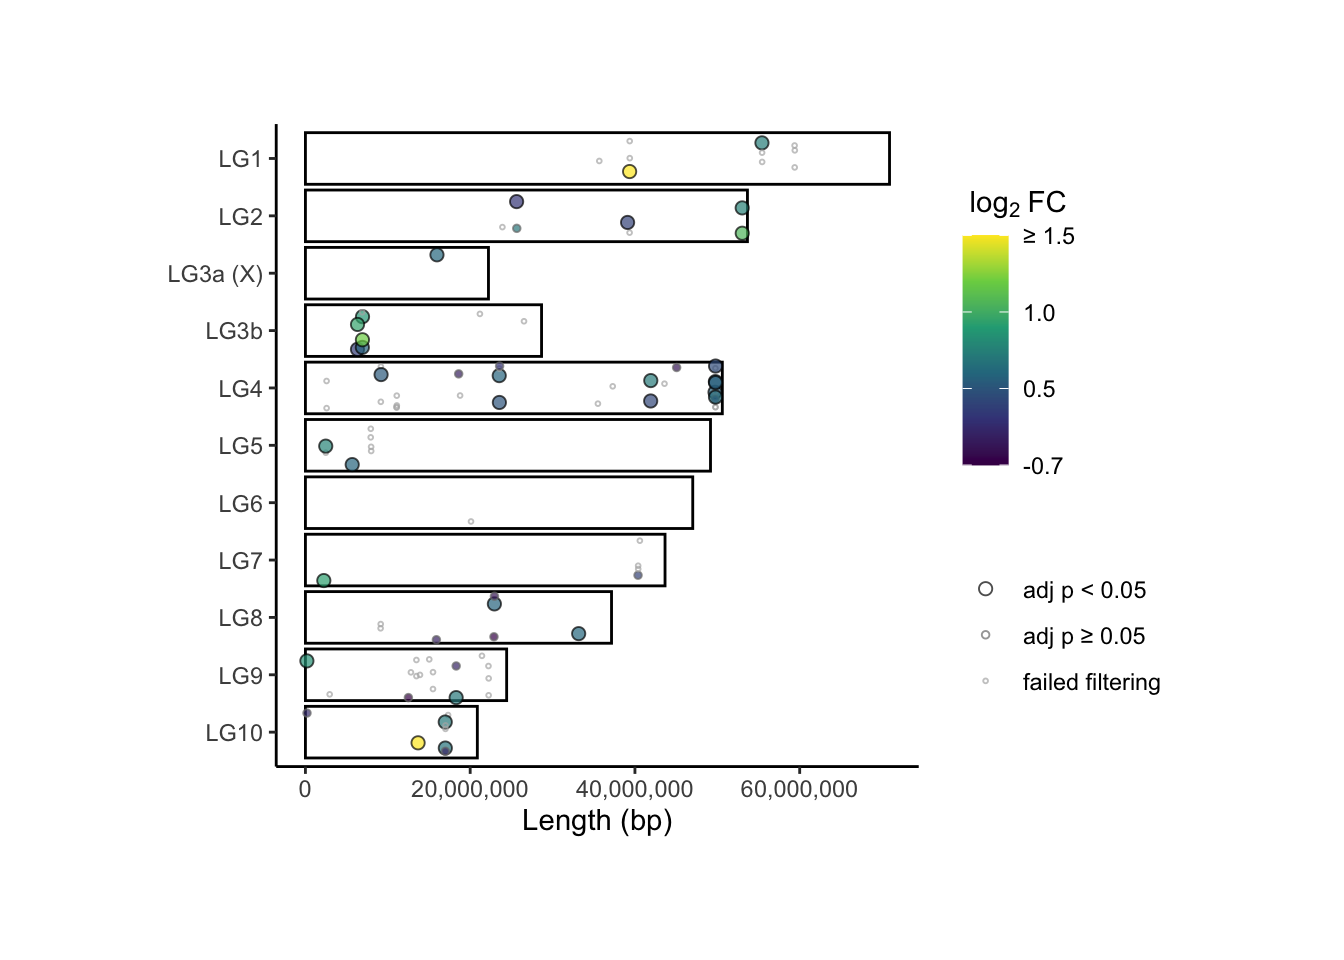 LG1
LG2
LG3a (X)
LG3b
LG4
LG5
LG6
LG7
LG8
LG9
LG10
0
20,000,000
40,000,000
60,000,000
Length (bp)
log₂ FC
≥ 1.5
1.0
0.5
-0.7
adj p < 0.05
adj p ≥ 0.05
failed filtering